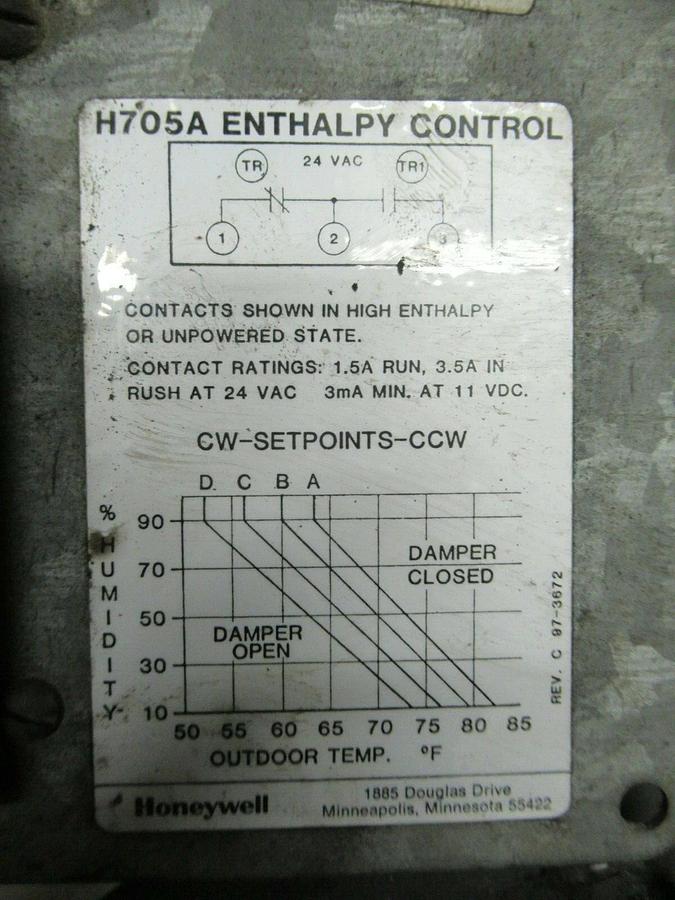 H705A ENTHALPY CONTROL
TR 24 VAC TR1
1 2 3
CONTACTS SHOWN IN HIGH ENTHALPY
OR UNPOWERED STATE.
CONTACT RATINGS: 1.5A RUN, 3.5A IN
RUSH AT 24 VAC 3mA MIN. AT 11 VDC.
CW-SETPOINTS-CCW
D C B A
% HUMIDITY
90
70
50
30
10
DAMPER
CLOSED
DAMPER
OPEN
50 55 60 65 70 75 80 85
OUTDOOR TEMP. °F
REV. C 97-3672
Honeywell
1885 Douglas Drive
Minneapolis, Minnesota 55422